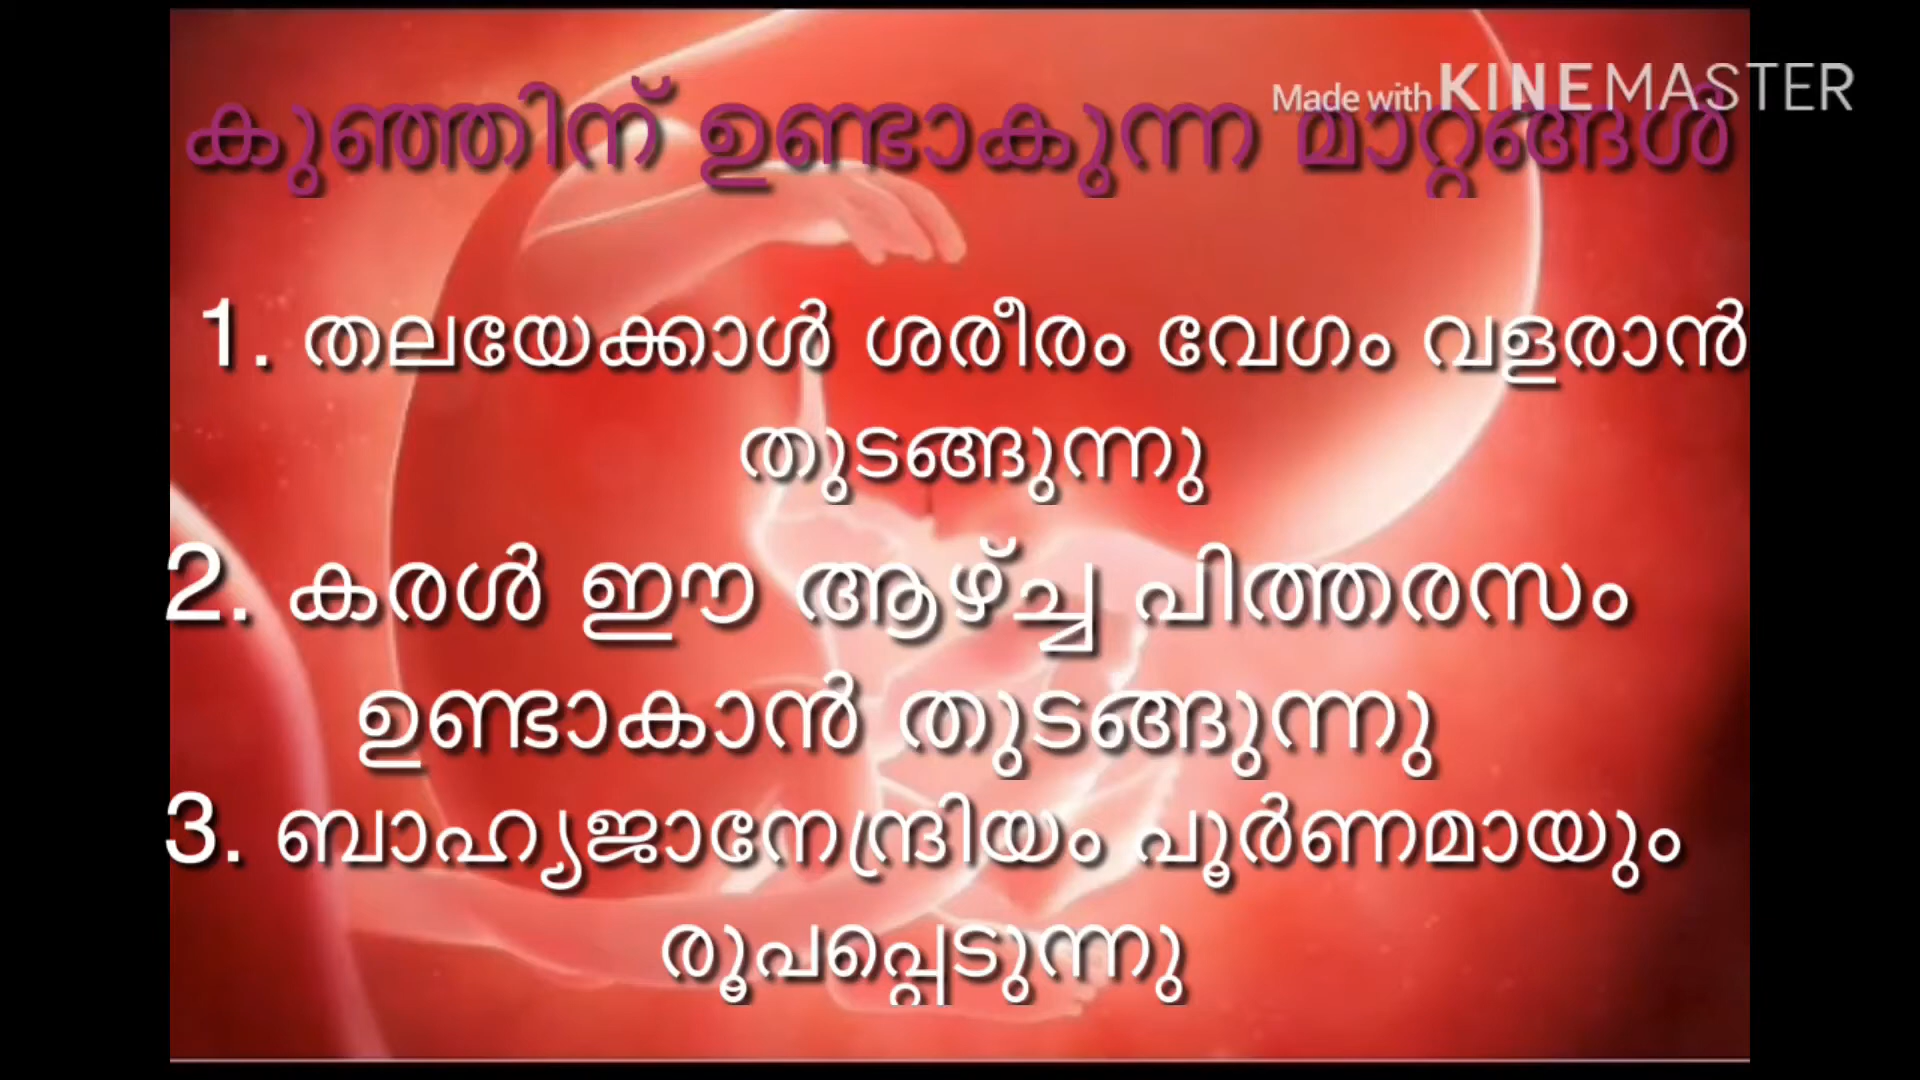 Made with KINEMASTER
കുഞ്ഞിന് ഉണ്ടാകുന്ന മാറ്റങ്ങൾ
1. തലയേക്കാൾ ശരീരം വേഗം വളരാൻ
തുടങ്ങുന്നു
2. കരൾ ഈ ആഴ്ച്ച പിത്തരസം
ഉണ്ടാകാൻ തുടങ്ങുന്നു
3. ബാഹ്യജാനേന്ദ്രിയം പൂർണമായും
രൂപപ്പെടുന്നു